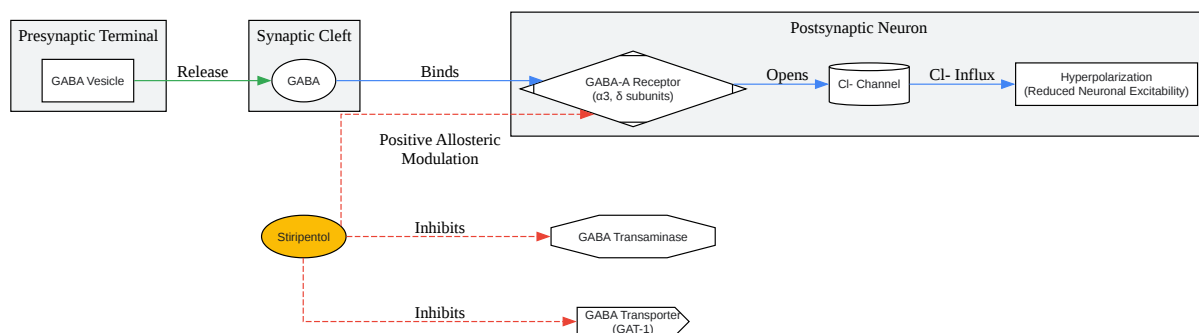 Presynaptic Terminal
GABA Vesicle
Release
Synaptic Cleft
GABA
Binds
Postsynaptic Neuron
GABA-A Receptor
(α3, δ subunits)
Opens
Cl- Channel
Cl- Influx
Hyperpolarization
(Reduced Neuronal Excitability)
Positive Allosteric
Modulation
Stiripentol
Inhibits
GABA Transaminase
Inhibits
GABA Transporter
(GAT-1)